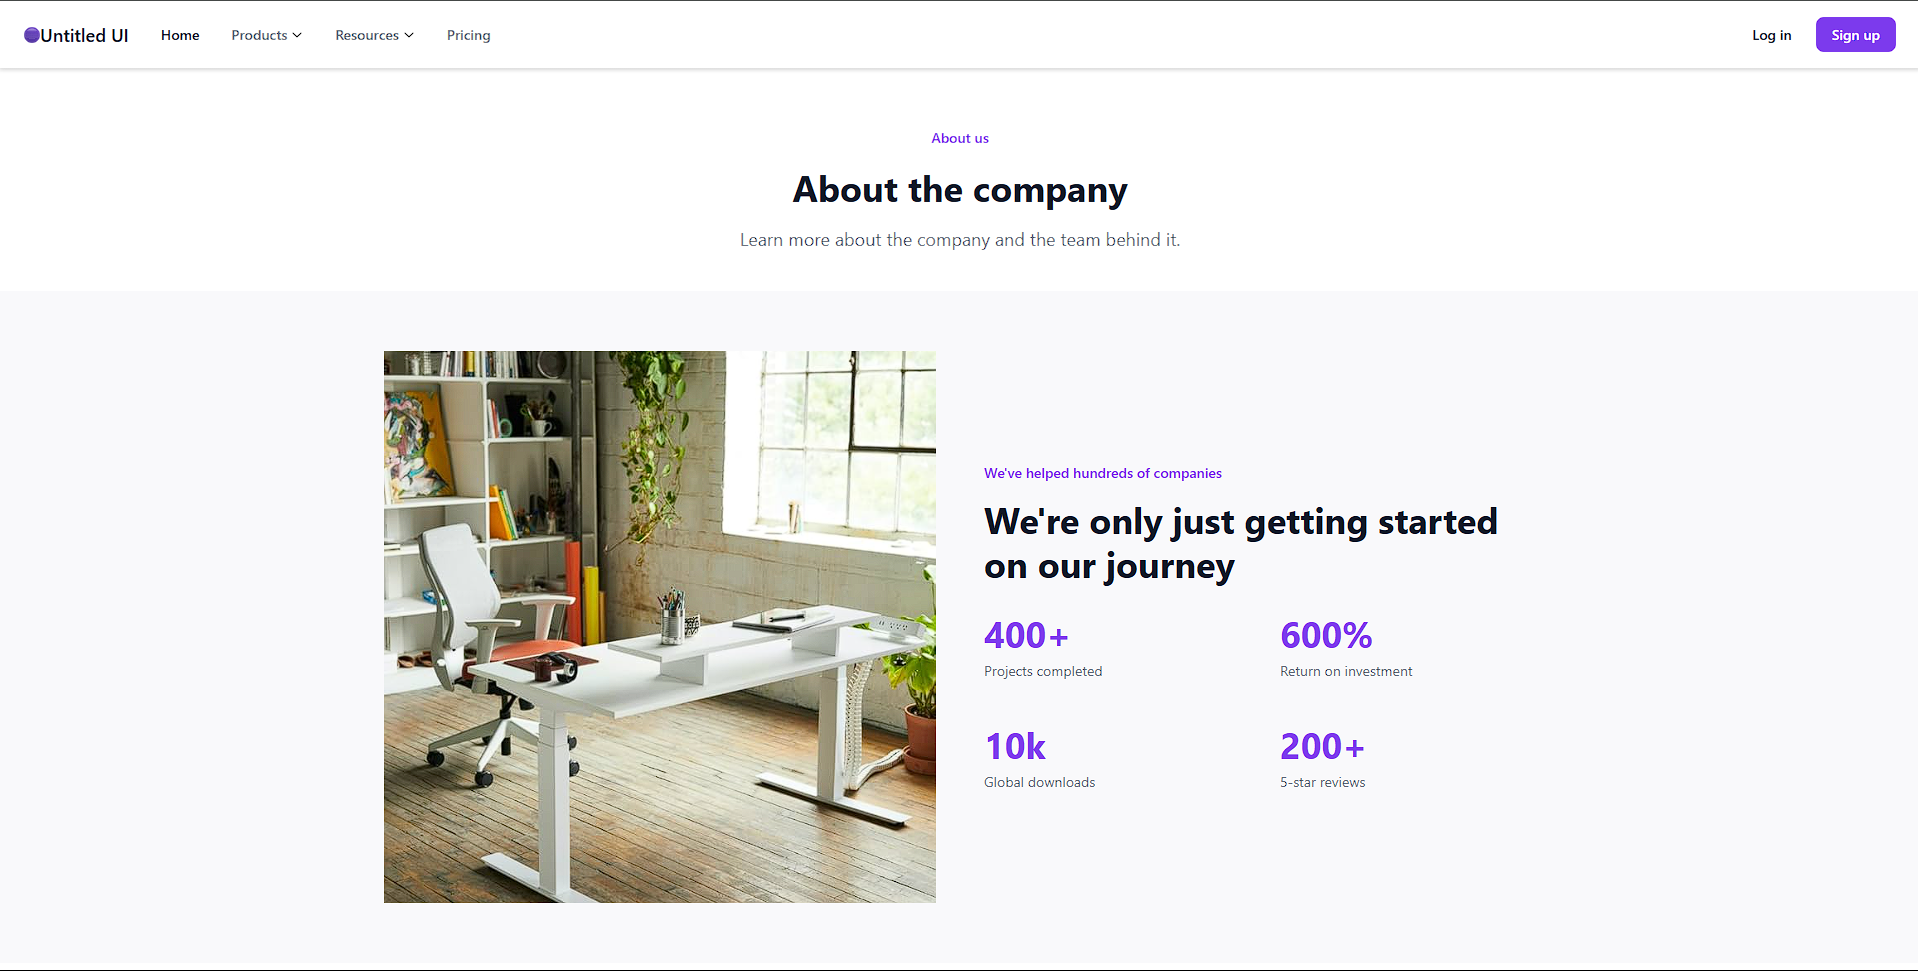 Untitled UI
Home
Products
Resources
Pricing
Log in
Sign up
About us
About the company
Learn more about the company and the team behind it.
We've helped hundreds of companies
We're only just getting started
on our journey
400+
Projects completed
600%
Return on investment
10k
Global downloads
200+
5-star reviews